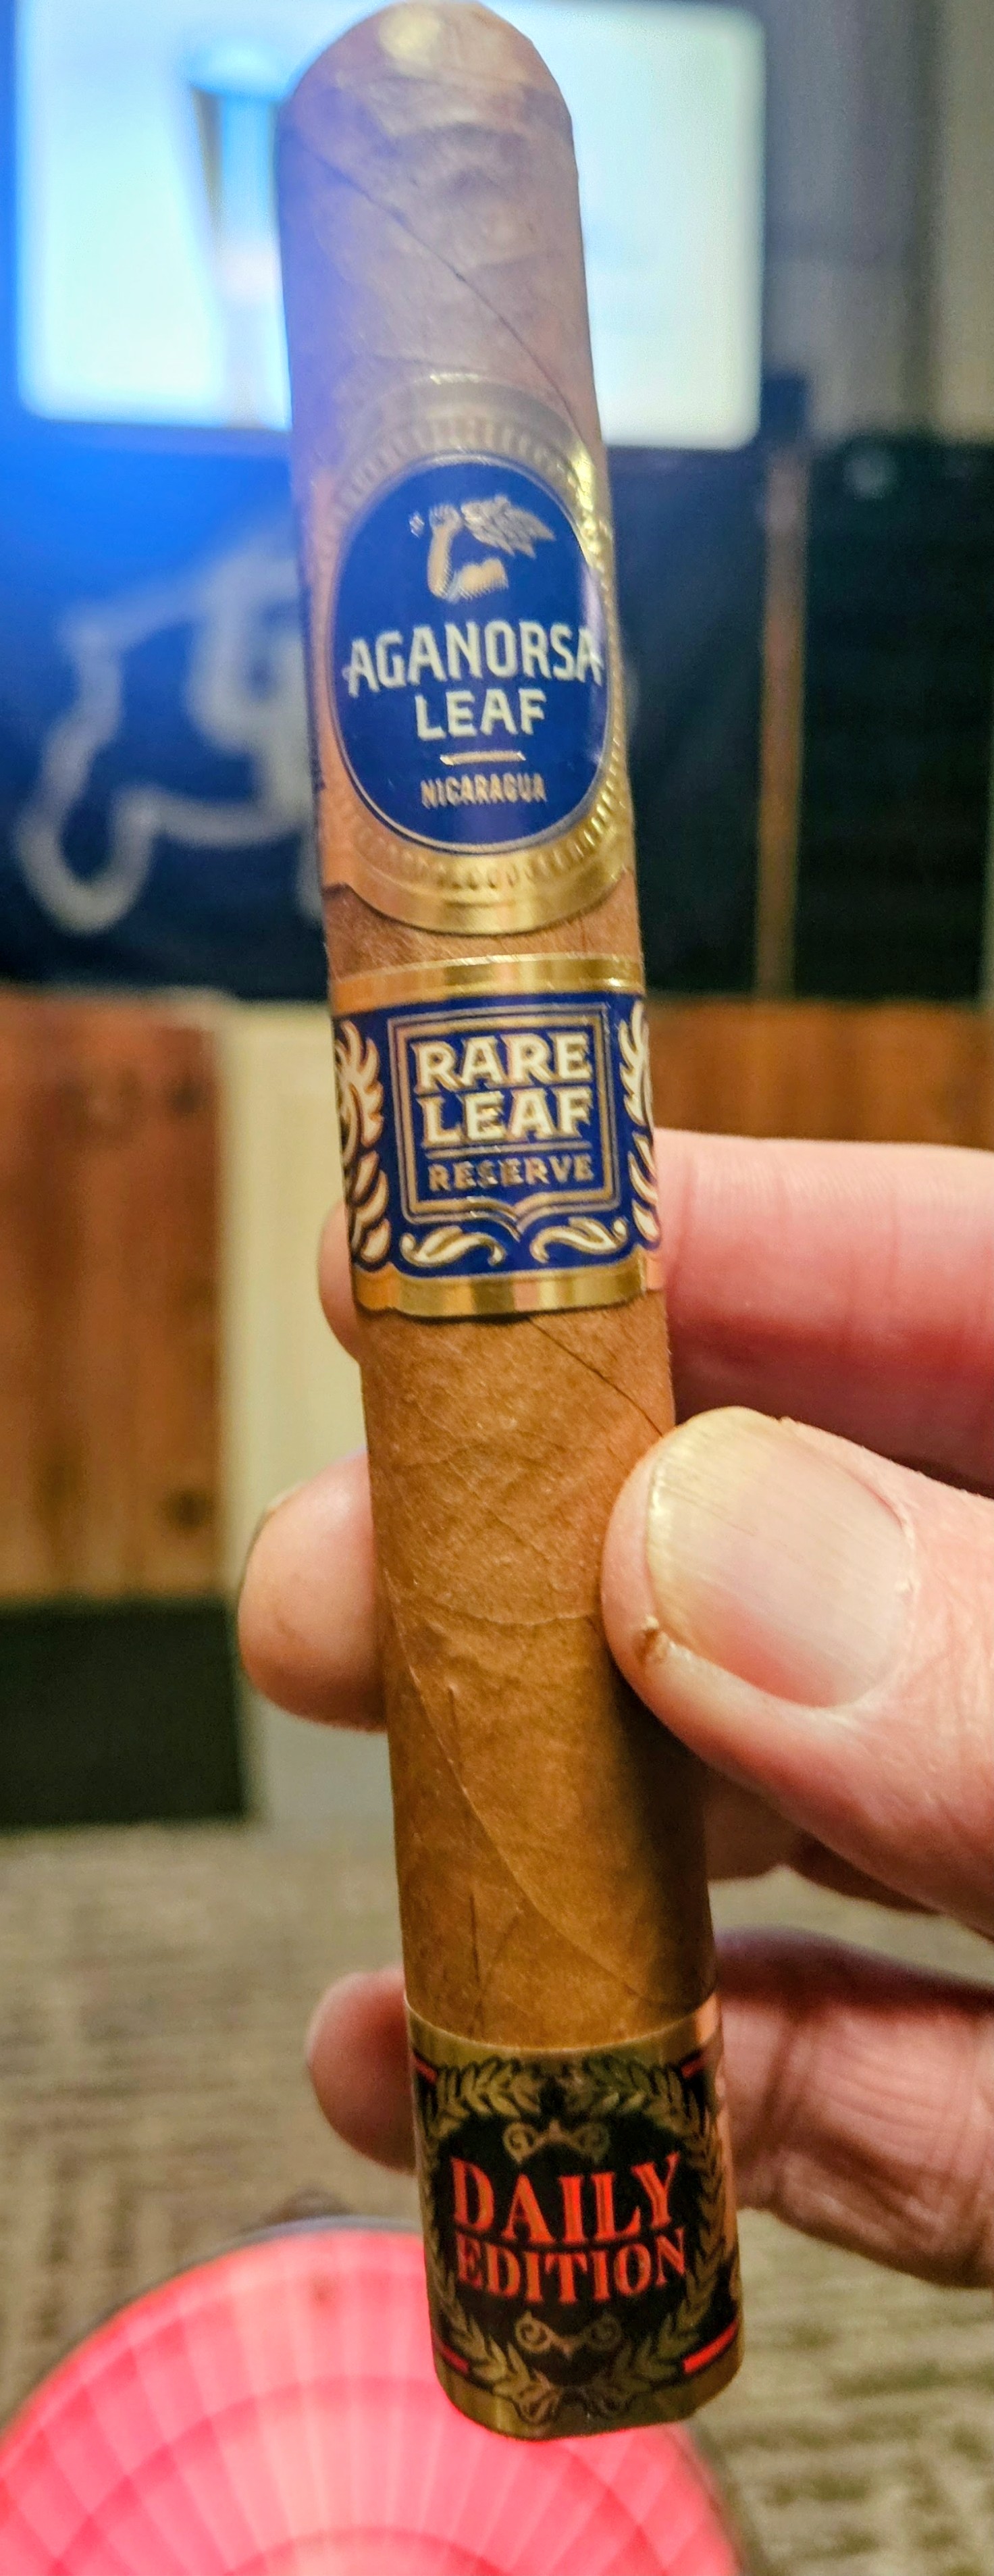 AGANORSA
LEAF
NICARAGUA
RARE
LEAF
RESERVE
DAILY
EDITION